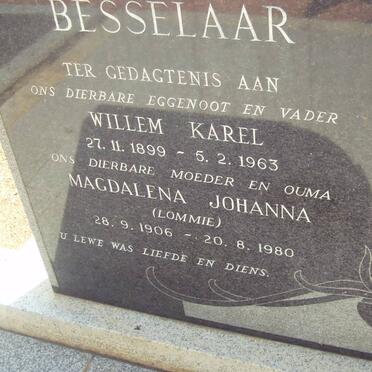 BESSELAAR
TER GEDAGTENIS AAN
ONS DIERBARE EGGENOOT EN VADER
WILLEM KAREL
27. 11. 1899 - 5. 2. 1963
ONS DIERBARE MOEDER EN OUMA
MAGDALENA JOHANNA
(LOMMIE)
28. 9. 1906 - 20. 8. 1980
U LEWE WAS LIEFDE EN DIENS.